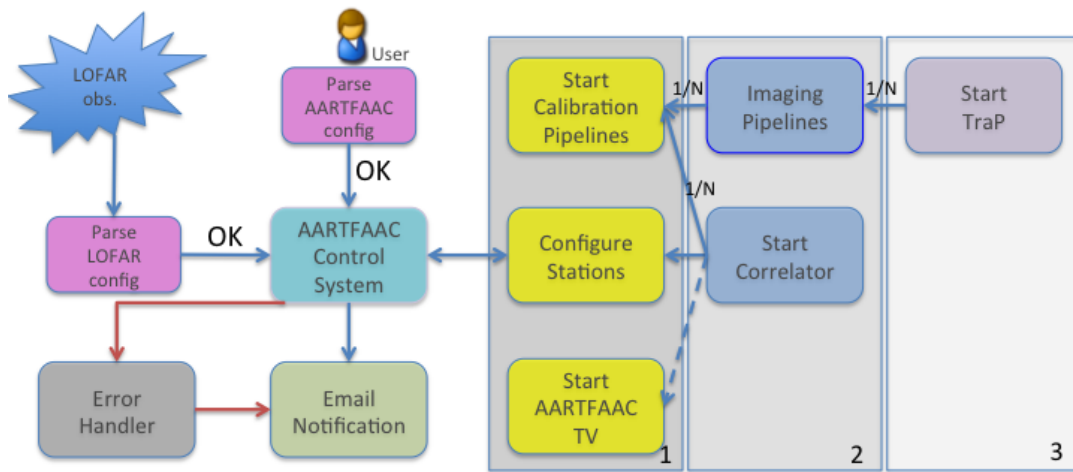 LOFAR
obs.
User
Parse
AARTFAAC
config
OK
Parse
LOFAR
config
OK
AARTFAAC
Control
System
Error
Handler
Email
Notification
Start
Calibration
Pipelines
1/N
Imaging
Pipelines
1/N
Start
TraP
1/N
Configure
Stations
Start
Correlator
Start
AARTFAAC
TV
1
2
3